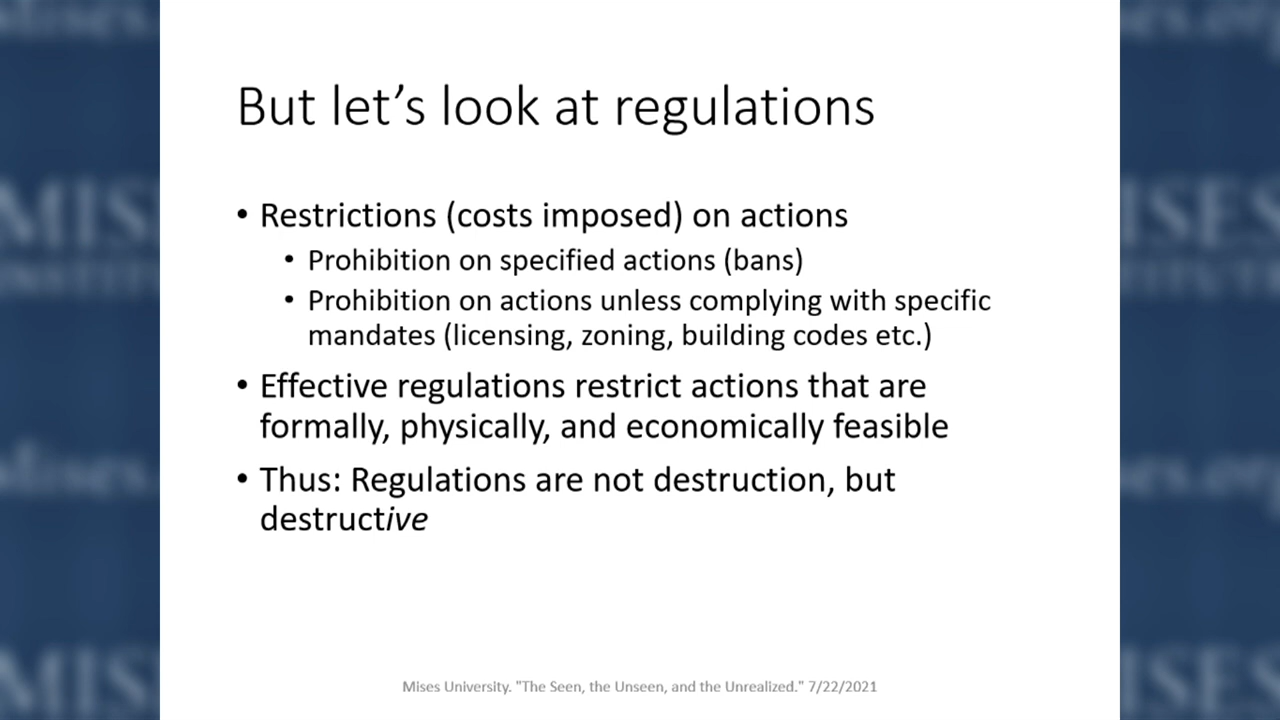 But let’s look at regulations
• Restrictions (costs imposed) on actions
• Prohibition on specified actions (bans)
• Prohibition on actions unless complying with specific
mandates (licensing, zoning, building codes etc.)
• Effective regulations restrict actions that are
formally, physically, and economically feasible
• Thus: Regulations are not destruction, but
destructive
Mises University. "The Seen, the Unseen, and the Unrealized." 7/22/2021